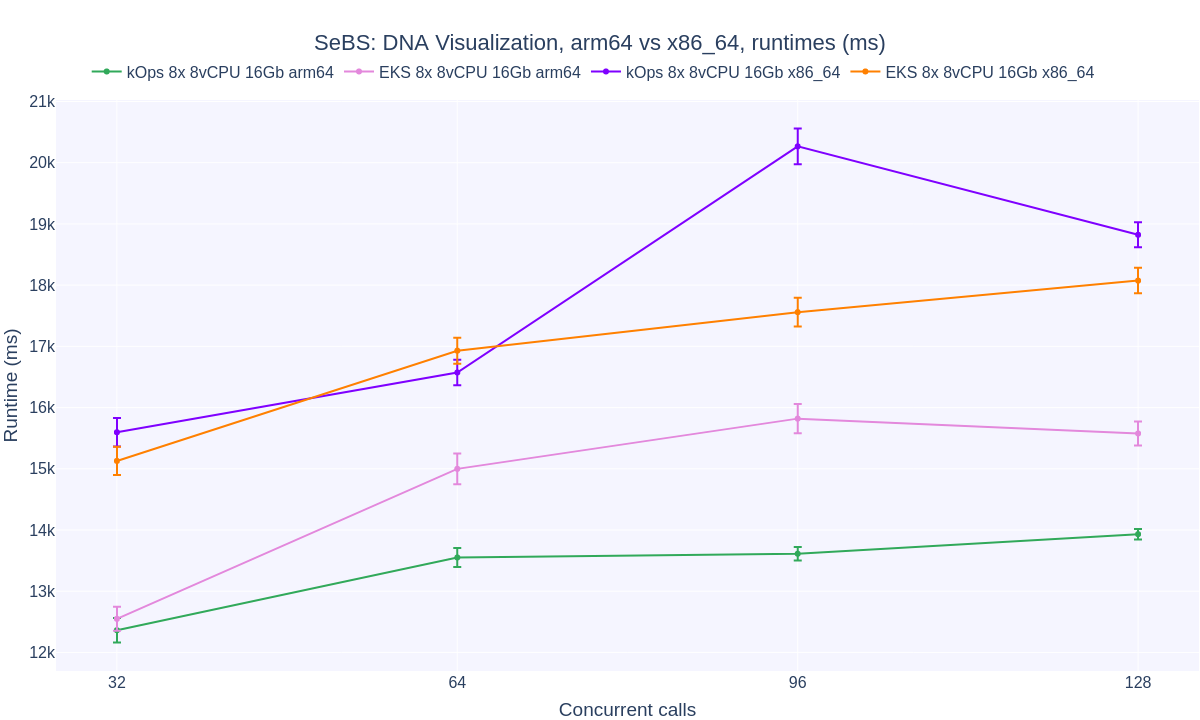 SeBS: DNA Visualization, arm64 vs x86_64, runtimes (ms)
kOps 8x 8vCPU 16Gb arm64 EKS 8x 8vCPU 16Gb arm64 kOps 8x 8vCPU 16Gb x86_64 EKS 8x 8vCPU 16Gb x86_64
21k
20k
19k
18k
17k
16k
15k
14k
13k
12k
Runtime (ms)
32 64 96 128
Concurrent calls